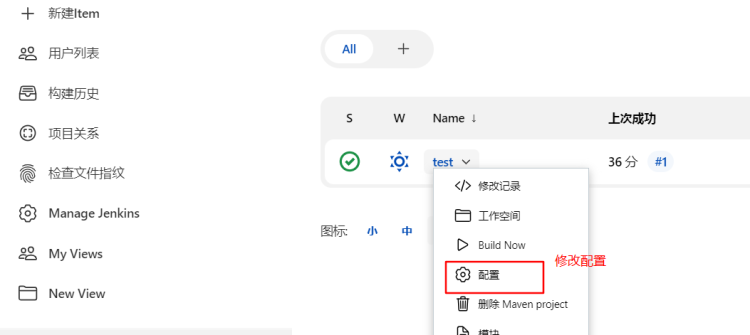 新建Item
用户列表
构建历史
项目关系
检查文件指纹
Manage Jenkins
My Views
New View
All
S W Name ↓ 上次成功
test 36 分 #1
图标: 小 中
修改记录
工作空间
Build Now
配置
修改配置
删除 Maven project
模块